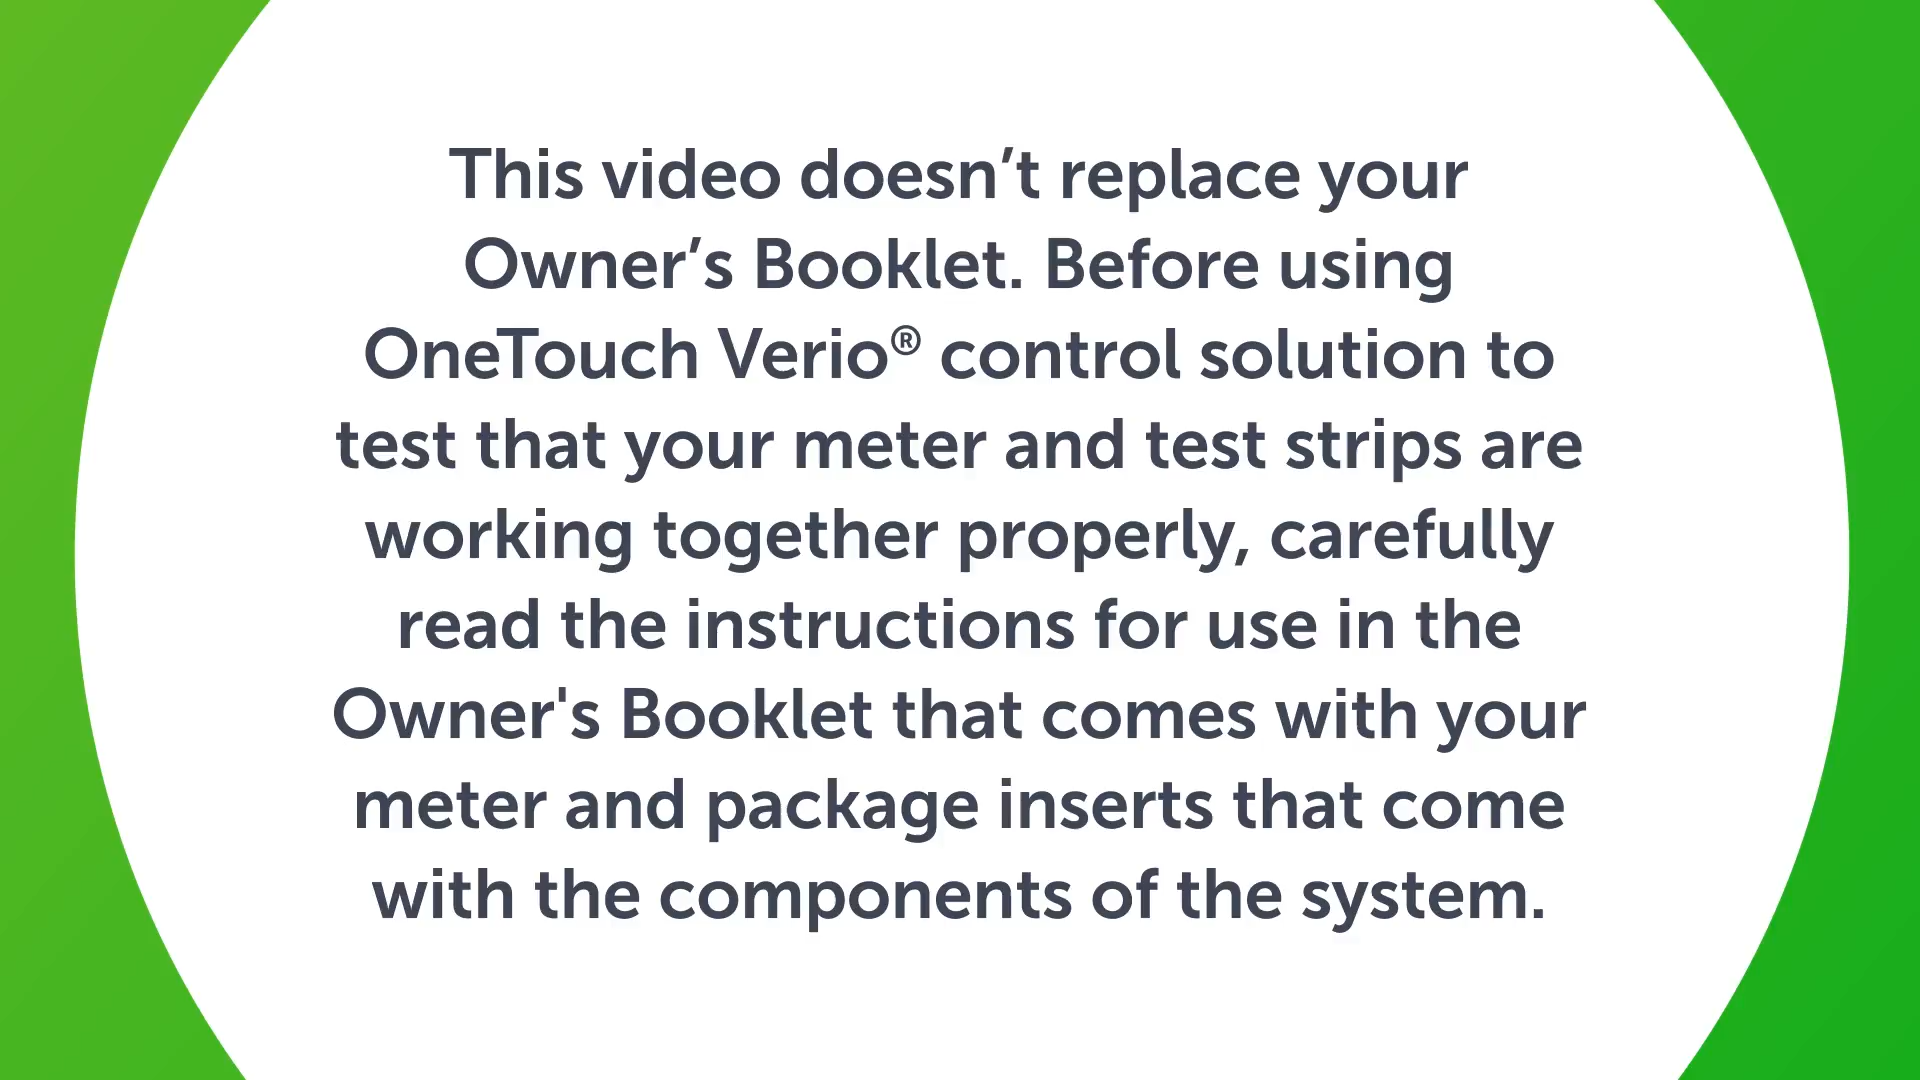 This video doesn’t replace your
Owner’s Booklet. Before using
OneTouch Verio® control solution to
test that your meter and test strips are
working together properly, carefully
read the instructions for use in the
Owner's Booklet that comes with your
meter and package inserts that come
with the components of the system.